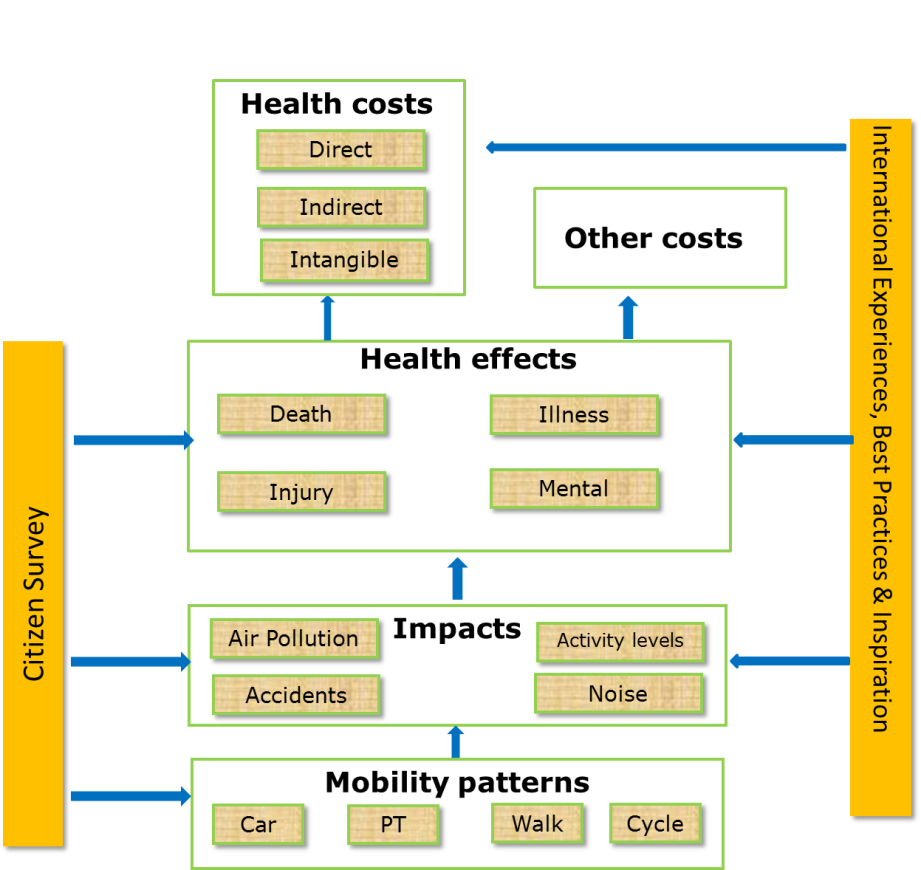 Health costs
Direct
Indirect
Intangible
Other costs
Health effects
Death
Illness
Injury
Mental
Impacts
Air Pollution
Activity levels
Accidents
Noise
Mobility patterns
Car
PT
Walk
Cycle
Citizen Survey
International Experiences, Best Practices & Inspiration